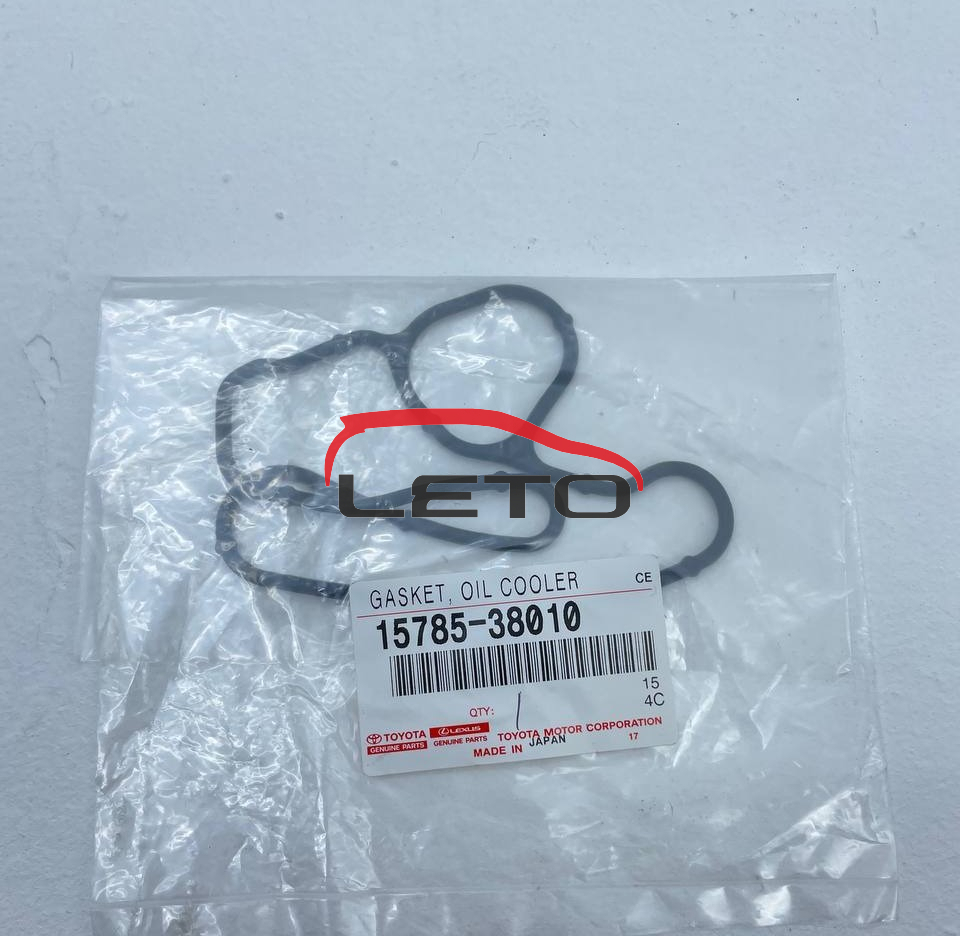 LETO
GASKET, OIL COOLER CE
15785-38010
15
4C
QTY: 1
TOYOTA LEXUS TOYOTA MOTOR CORPORATION
GENUINE PARTS GENUINE PARTS 17
MADE IN JAPAN